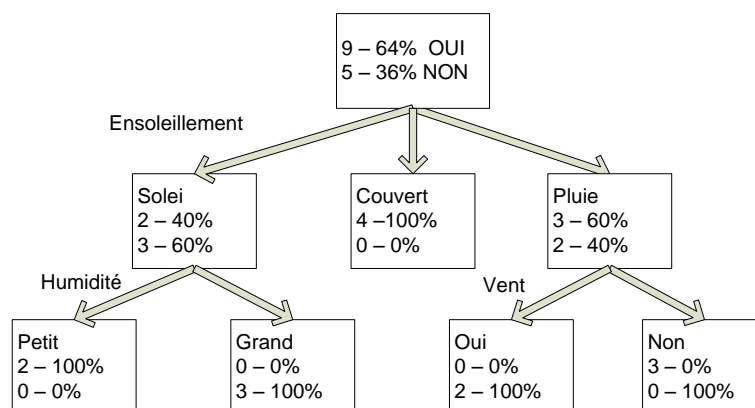 9 – 64%  OUI
5 – 36% NON
Ensoleillement
Solei
2 – 40%
3 – 60%
Couvert
4 –100%
0 – 0%
Pluie
3 – 60%
2 – 40%
Humidité
Vent
Petit
2 – 100%
0 – 0%
Grand
0 – 0%
3 – 100%
Oui
0 – 0%
2 – 100%
Non
3 – 0%
0 – 100%